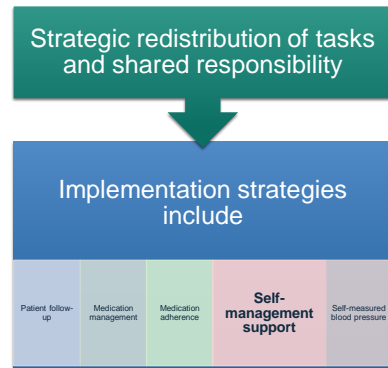 Strategic redistribution of tasks
and shared responsibility
Implementation strategies
include
Patient follow-
up
Medication
management
Medication
adherence
Self-
management
support
Self-measured
blood pressure